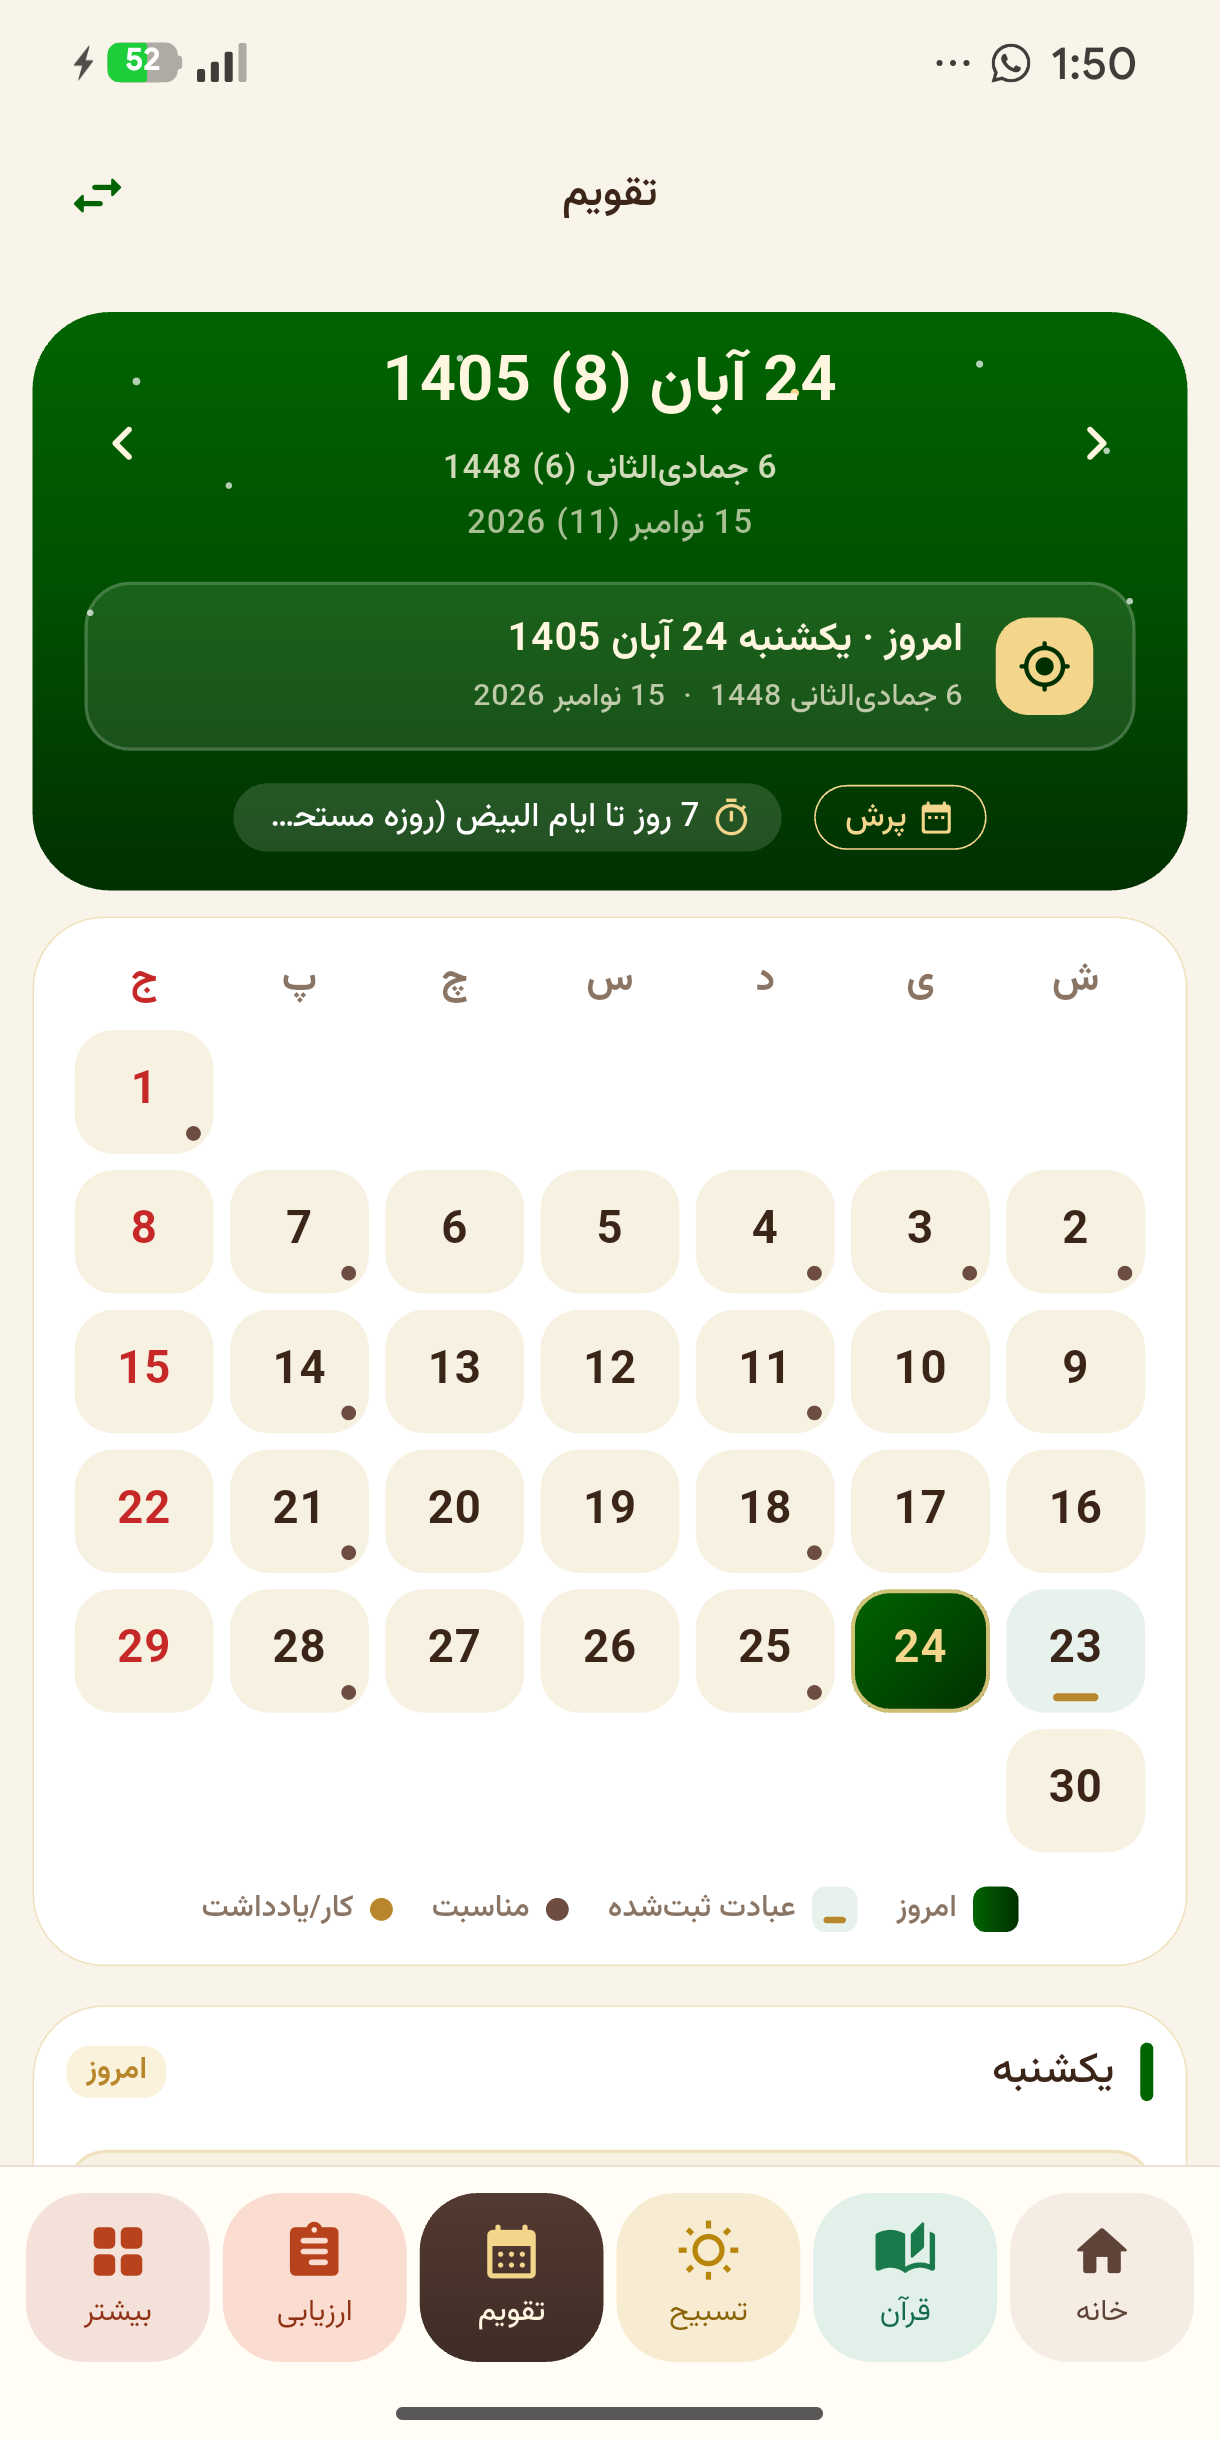 52
1:50
تقویم
24 آبان (8) 1405
6 جمادی‌الثانی (6) 1448
15 نوامبر (11) 2026
امروز · یکشنبه 24 آبان 1405
6 جمادی‌الثانی 1448 · 15 نوامبر 2026
پرش
7 روز تا ایام البیض (روزه مستحـ...
ش ی د س چ پ ج
1
2 3 4 5 6 7 8
9 10 11 12 13 14 15
16 17 18 19 20 21 22
23 24 25 26 27 28 29
30
امروز عبادت ثبت‌شده مناسبت کار/یادداشت
یکشنبه
امروز
خانه قرآن تسبیح تقویم ارزیابی بیشتر